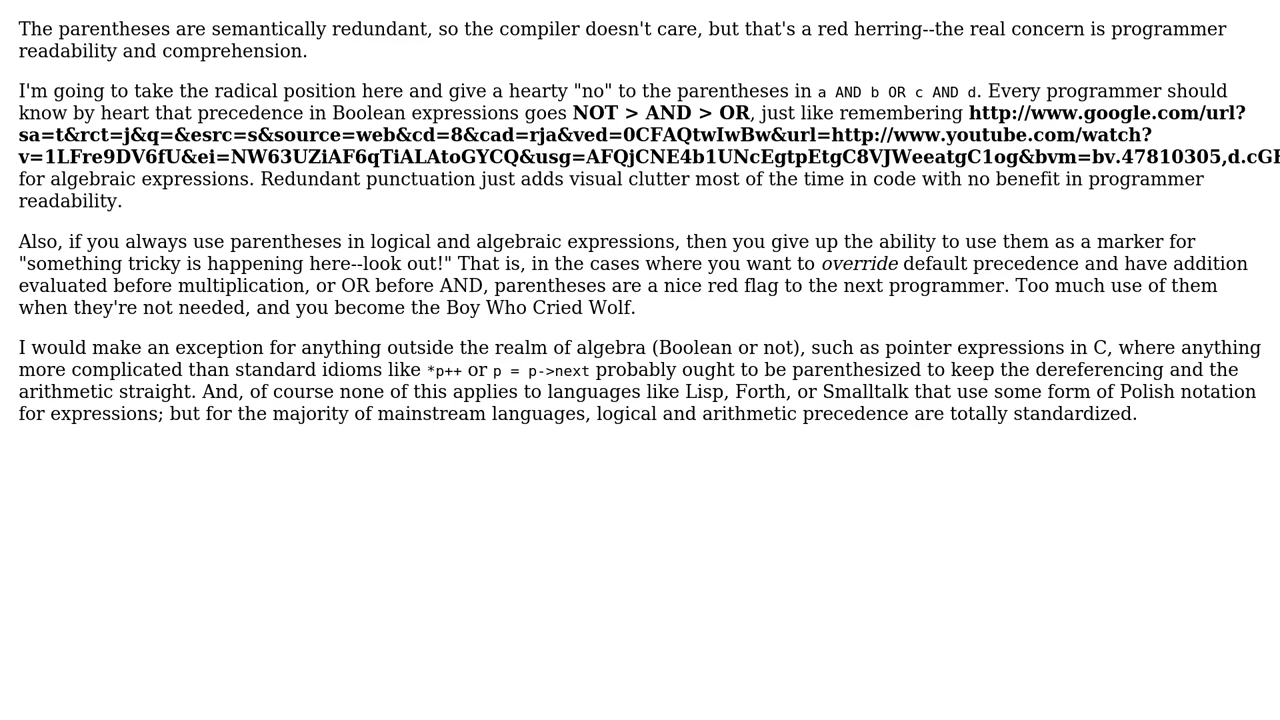 The parentheses are semantically redundant, so the compiler doesn't care, but that's a red herring--the real concern is programmer
readability and comprehension.
I'm going to take the radical position here and give a hearty "no" to the parentheses in a AND b OR c AND d. Every programmer should
know by heart that precedence in Boolean expressions goes NOT > AND > OR, just like remembering http://www.google.com/url?
sa=t&rct=j&q=&esrc=s&source=web&cd=8&cad=rja&ved=0CFAQtwIwBw&url=http://www.youtube.com/watch?
v=1LFre9DV6fU&ei=NW63UZiAF6qTiALAtoGYCQ&usg=AFQjCNE4b1UNcEgtpEtgC8VJWeeatgC1og&bvm=bv.47810305,d.cG
for algebraic expressions. Redundant punctuation just adds visual clutter most of the time in code with no benefit in programmer
readability.
Also, if you always use parentheses in logical and algebraic expressions, then you give up the ability to use them as a marker for
"something tricky is happening here--look out!" That is, in the cases where you want to override default precedence and have addition
evaluated before multiplication, or OR before AND, parentheses are a nice red flag to the next programmer. Too much use of them
when they're not needed, and you become the Boy Who Cried Wolf.
I would make an exception for anything outside the realm of algebra (Boolean or not), such as pointer expressions in C, where anything
more complicated than standard idioms like *p++ or p = p->next probably ought to be parenthesized to keep the dereferencing and the
arithmetic straight. And, of course none of this applies to languages like Lisp, Forth, or Smalltalk that use some form of Polish notation
for expressions; but for the majority of mainstream languages, logical and arithmetic precedence are totally standardized.